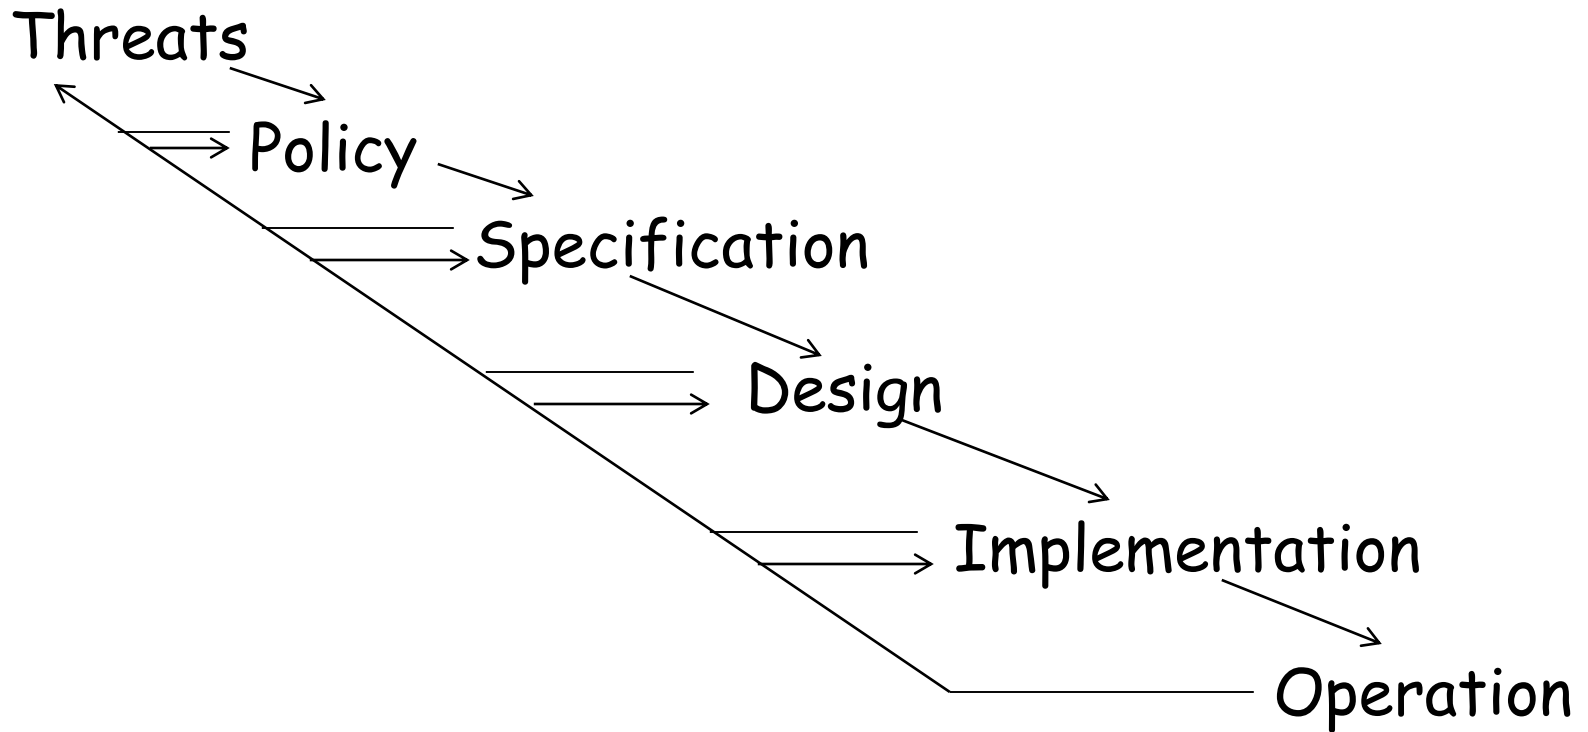 Threats
Policy
Specification
Design
Implementation
Operation